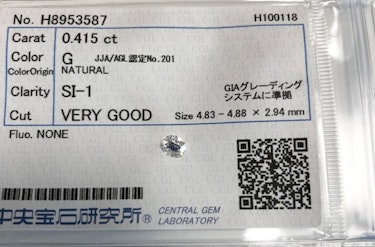 No. H8953587 H100118
Carat 0.415 ct
Color G JJA/AGL認定No.201
ColorOrigin NATURAL
Clarity SI-1 GIAグレーディング
システムに準拠
Cut VERY GOOD Size 4.83 - 4.88 × 2.94 mm
Fluo. NONE
中央宝石研究所® CENTRAL GEM
LABORATORY